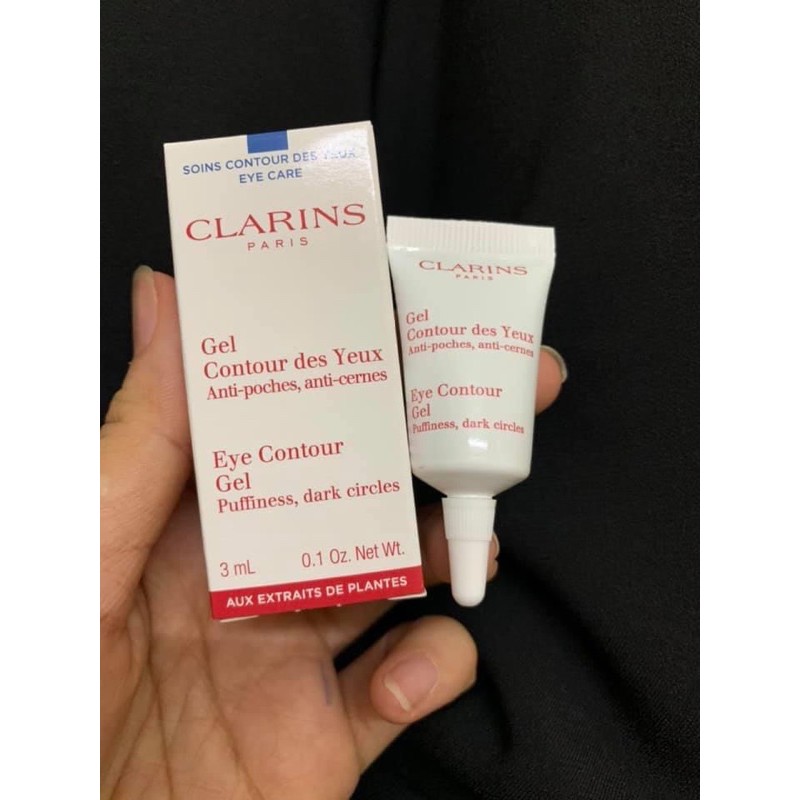 SOINS CONTOUR DES YEUX
EYE CARE
CLARINS
PARIS
Gel
Contour des Yeux
Anti-poches, anti-cernes
Eye Contour
Gel
Puffiness, dark circles
3 mL 0.1 Oz. Net Wt.
AUX EXTRAITS DE PLANTES
CLARINS
PARIS
Gel
Contour des Yeux
Anti-poches, anti-cernes
Eye Contour
Gel
Puffiness, dark circles